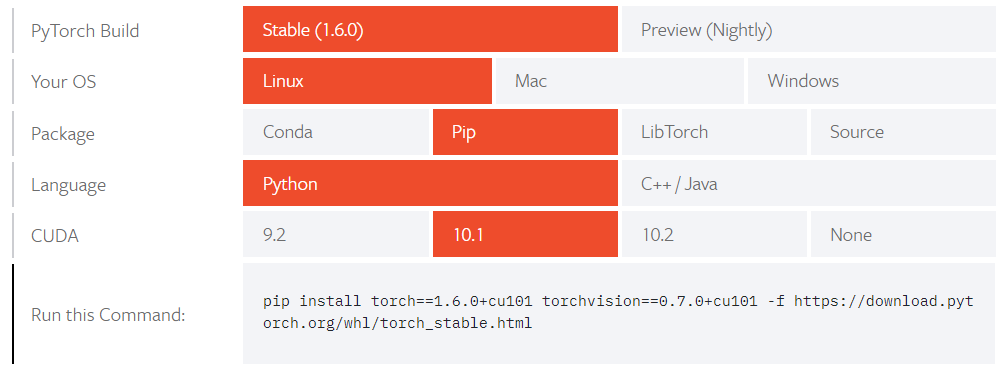 PyTorch Build Stable (1.6.0) Preview (Nightly)
Your OS Linux Mac Windows
Package Conda Pip LibTorch Source
Language Python C++ / Java
CUDA 9.2 10.1 10.2 None
Run this Command: pip install torch==1.6.0+cu101 torchvision==0.7.0+cu101 -f https://download.pyt
orch.org/whl/torch_stable.html